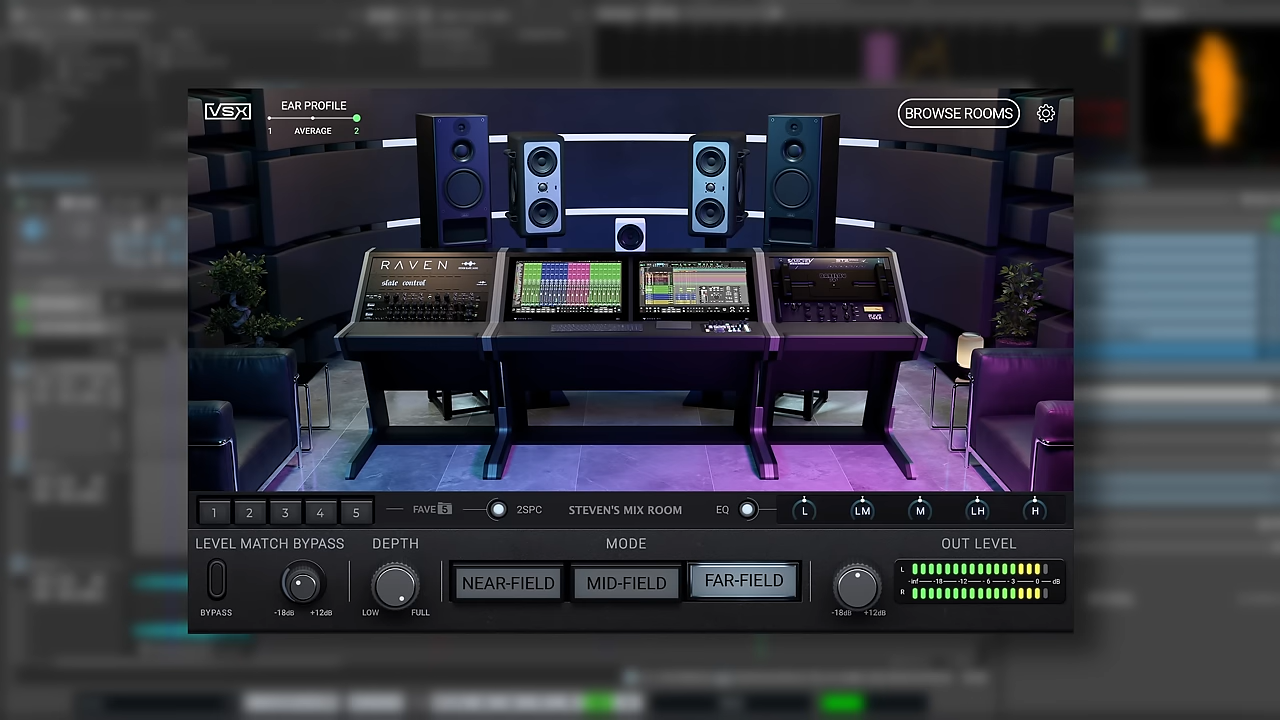 VSX
EAR PROFILE
1 AVERAGE 2
BROWSE ROOMS
RAVEN
slate control
1 2 3 4 5
FAVE 5
2SPC
STEVEN'S MIX ROOM
EQ
L LM M LH H
LEVEL MATCH BYPASS
DEPTH
MODE
OUT LEVEL
BYPASS
-18dB +12dB
LOW FULL
NEAR-FIELD
MID-FIELD
FAR-FIELD
-18dB +12dB
L
-inf -18 -12 -6 -3 0 dB
R